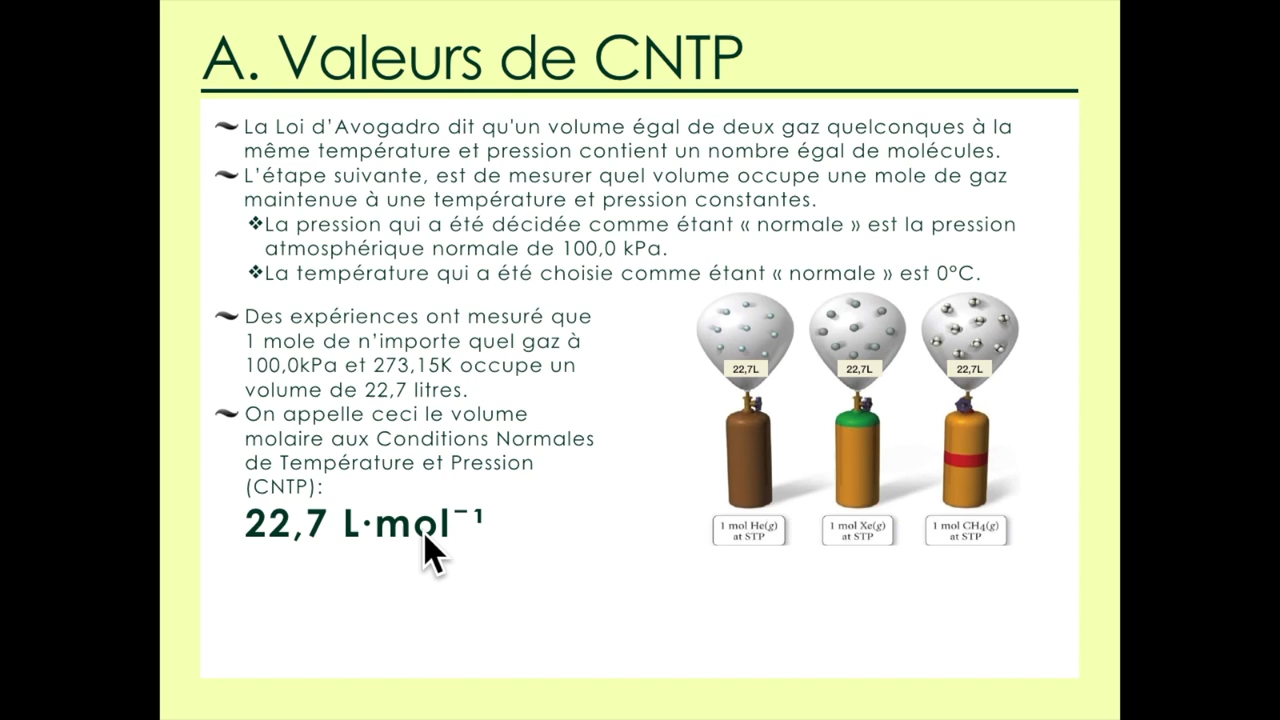 A. Valeurs de CNTP
La Loi d’Avogadro dit qu'un volume égal de deux gaz quelconques à la
même température et pression contient un nombre égal de molécules.
L’étape suivante, est de mesurer quel volume occupe une mole de gaz
maintenue à une température et pression constantes.
❖La pression qui a été décidée comme étant « normale » est la pression
atmosphérique normale de 100,0 kPa.
❖La température qui a été choisie comme étant « normale » est 0°C.
Des expériences ont mesuré que
1 mole de n’importe quel gaz à
100,0kPa et 273,15K occupe un
volume de 22,7 litres.
On appelle ceci le volume
molaire aux Conditions Normales
de Température et Pression
(CNTP):
22,7 L·mol⁻¹
22,7L
22,7L
22,7L
1 mol He(g)
at STP
1 mol Xe(g)
at STP
1 mol CH₄(g)
at STP